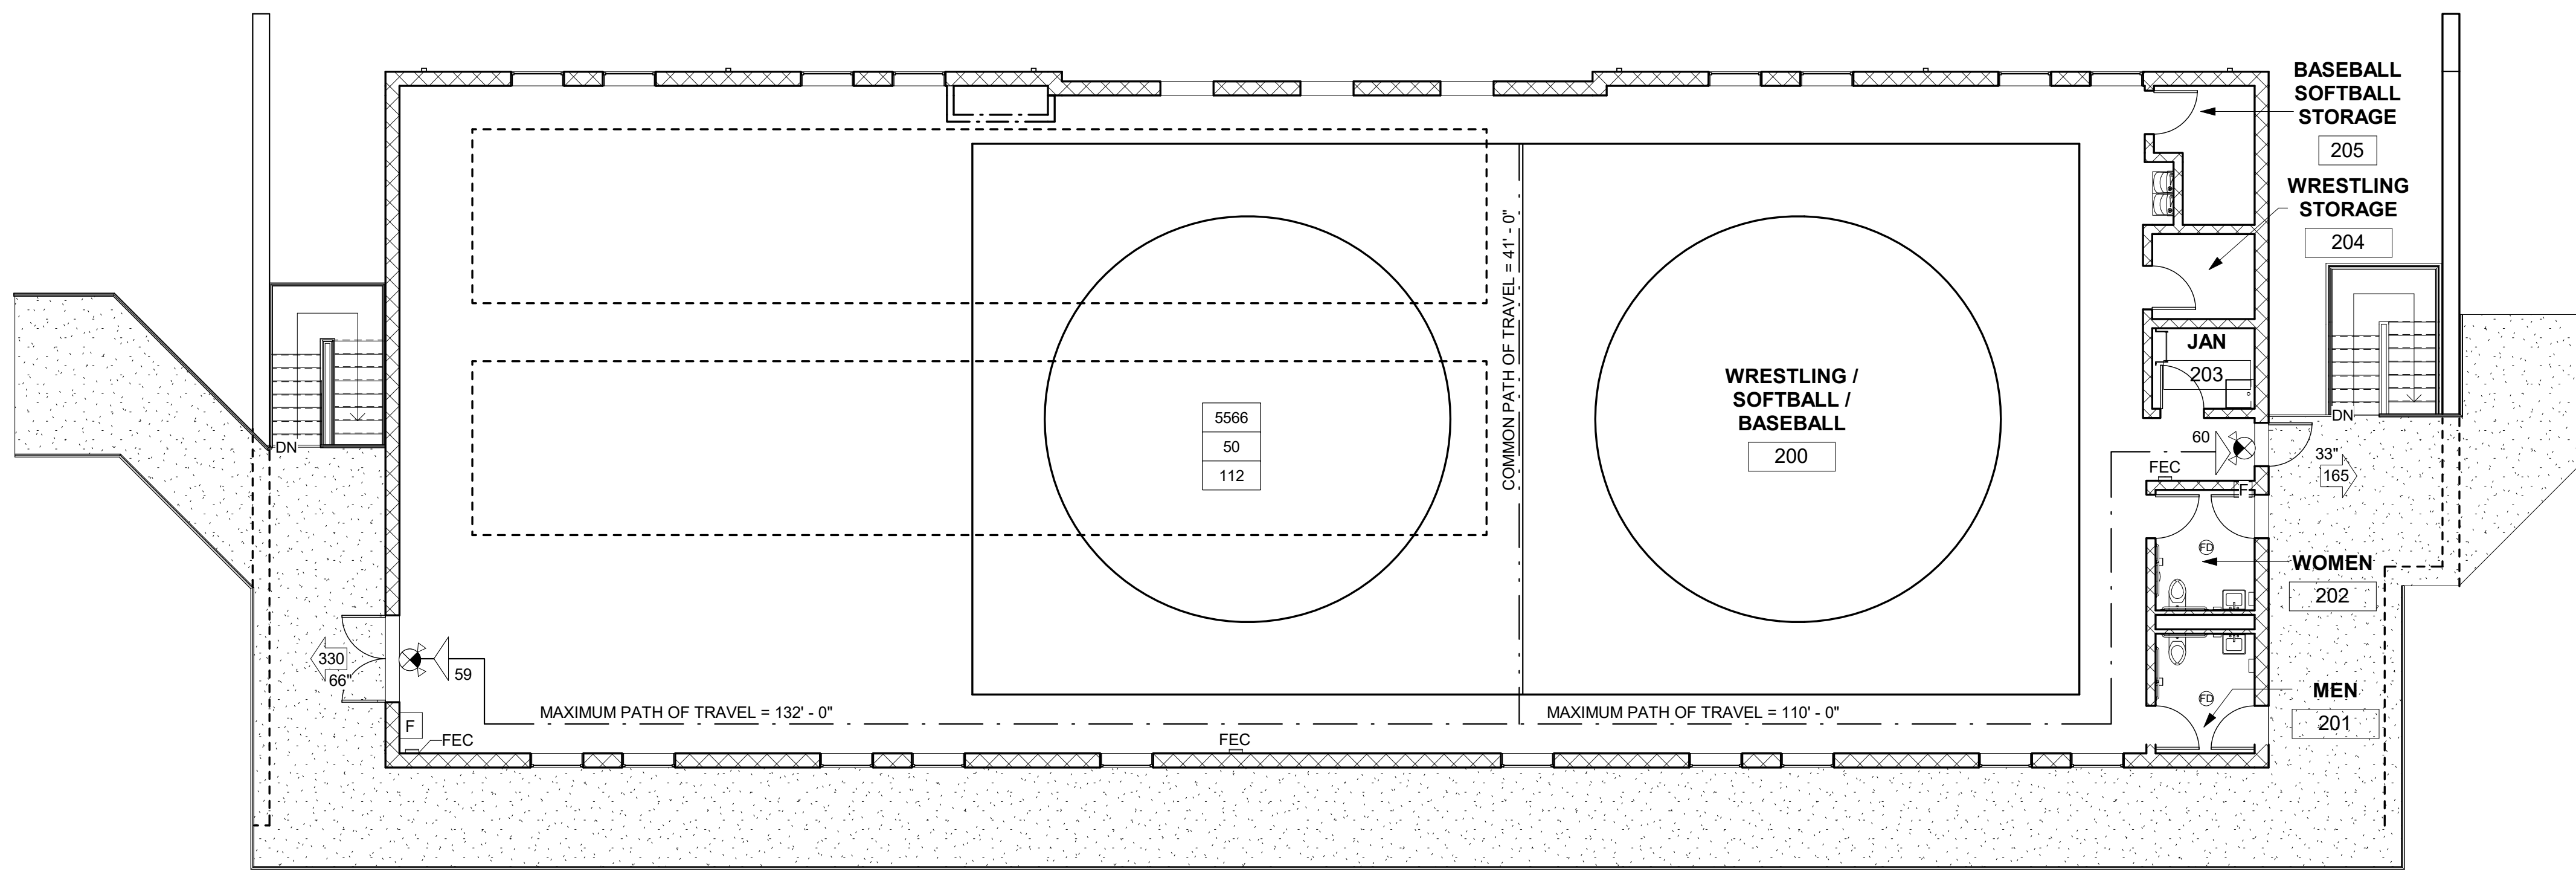 BASEBALL
SOFTBALL
STORAGE
205
WRESTLING
STORAGE
204
COMMON PATH OF TRAVEL = 41' - 0"
JAN
203
WRESTLING /
SOFTBALL /
BASEBALL
200
5566
50
112
DN
DN
60
33"
165
FEC
F
FD
WOMEN
202
330
66"
59
FD
MEN
201
MAXIMUM PATH OF TRAVEL = 132' - 0"
MAXIMUM PATH OF TRAVEL = 110' - 0"
F
FEC
FEC